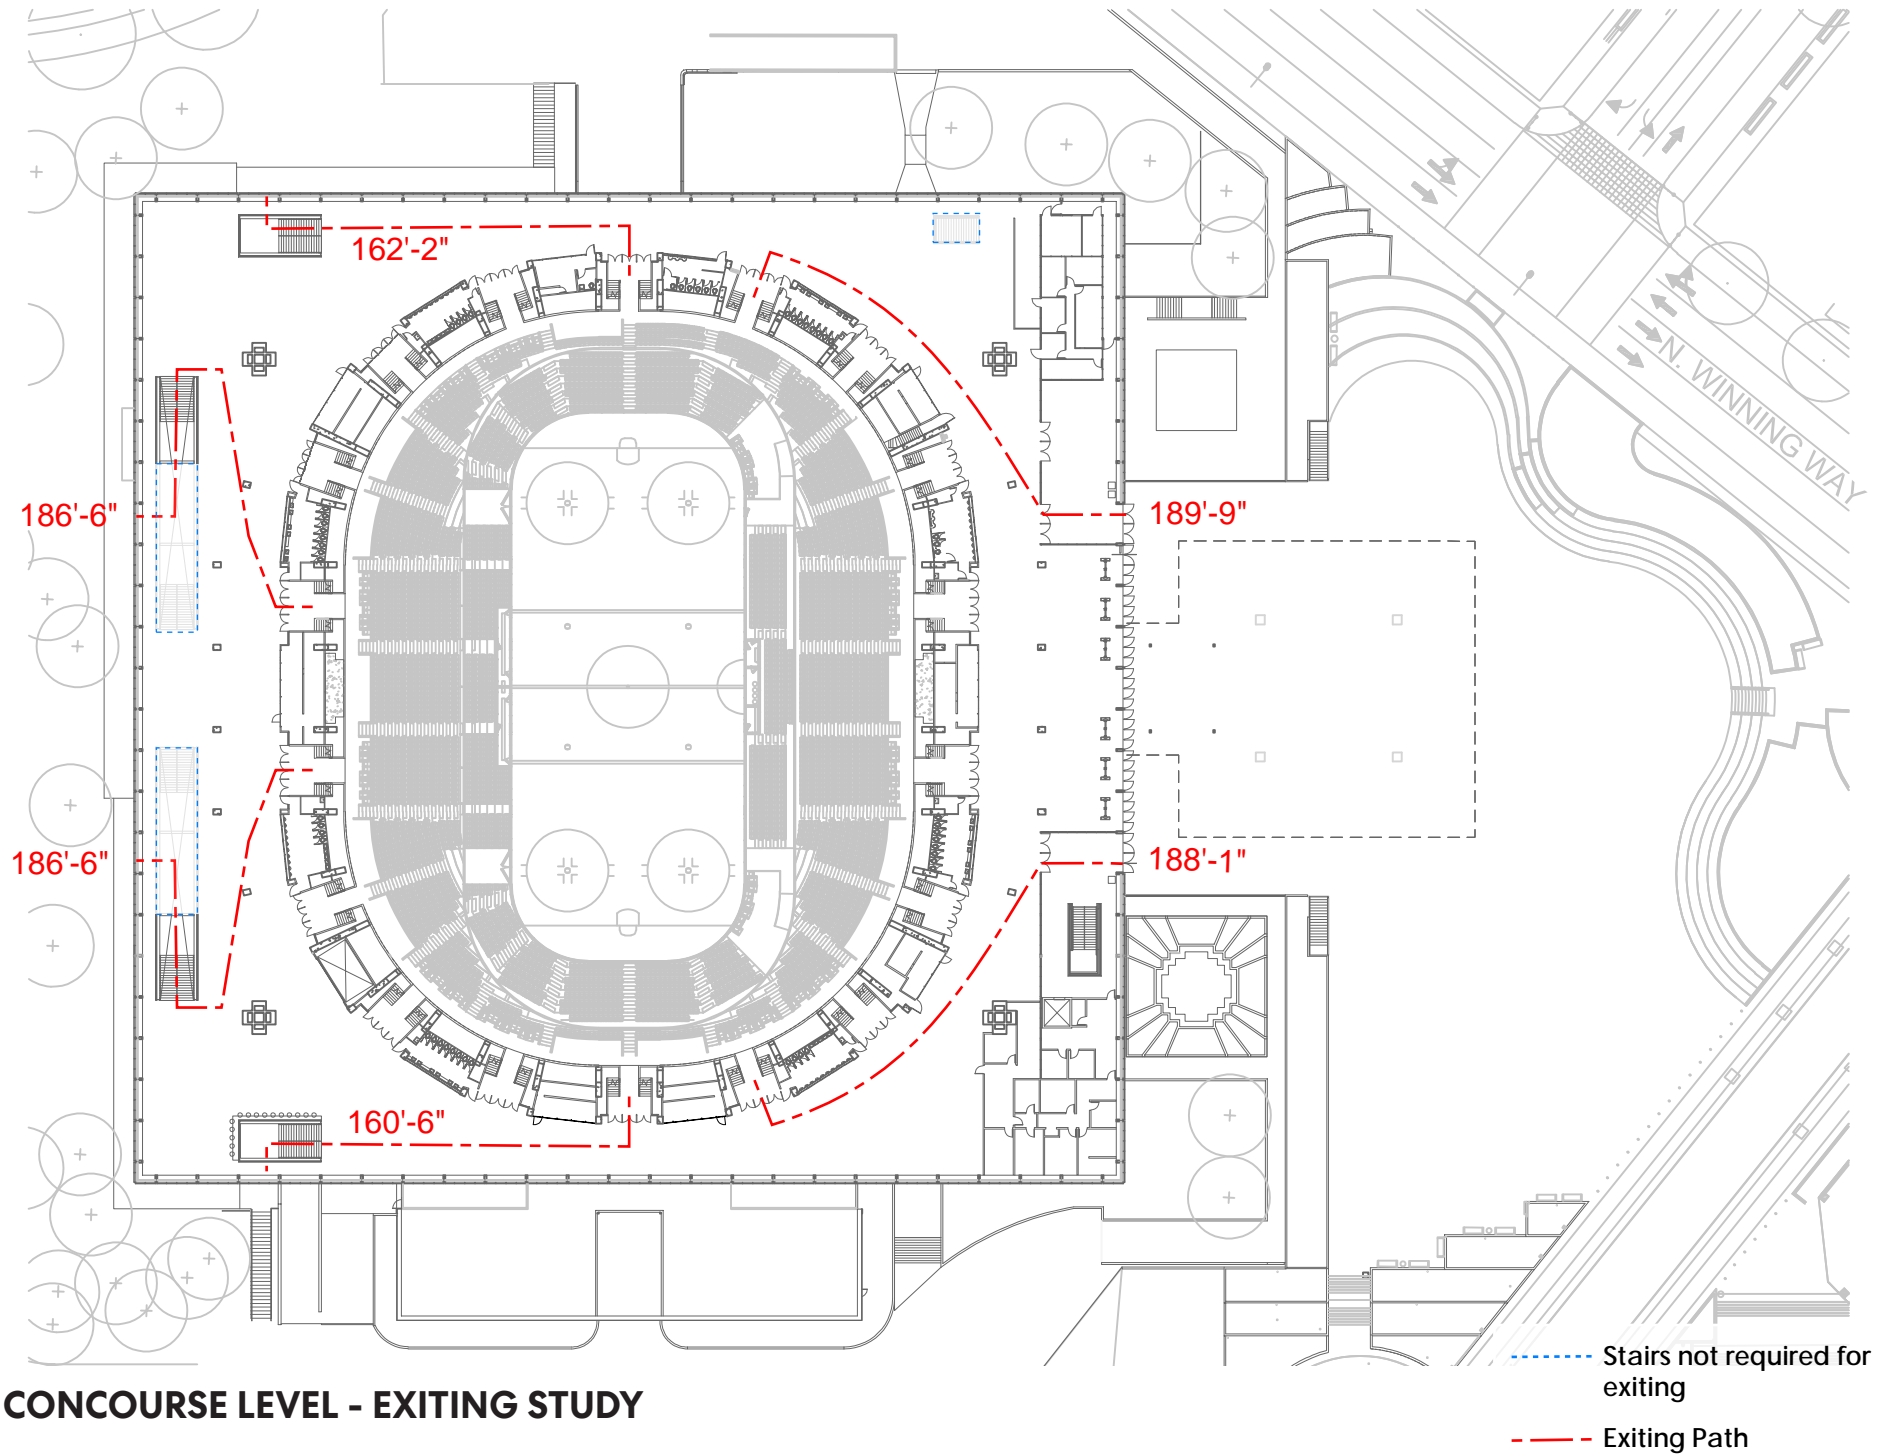 162'-2"
186'-6"
189'-9"
N. WINNING WAY
186'-6"
188'-1"
160'-6"
Stairs not required for
exiting
CONCOURSE LEVEL - EXITING STUDY
Exiting Path